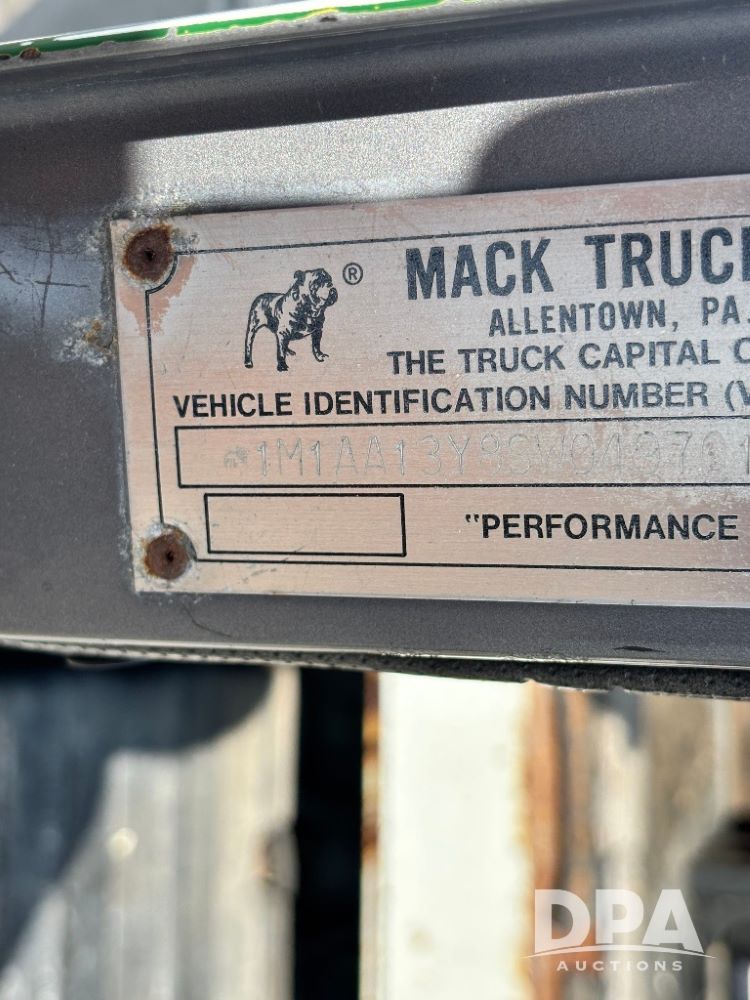 ®
MACK TRUC
ALLENTOWN, PA.
THE TRUCK CAPITAL O
VEHICLE IDENTIFICATION NUMBER (V
"PERFORMANCE
DPA
AUCTIONS